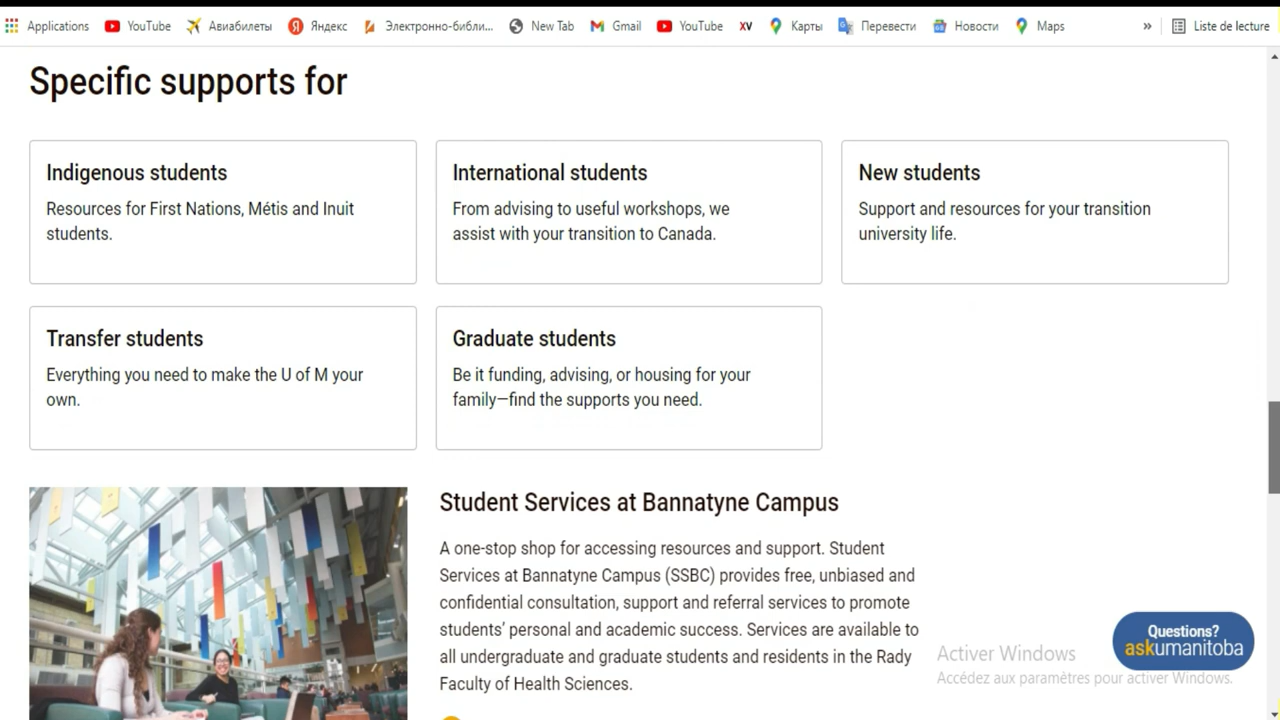 Applications YouTube Авиабилеты Яндекс Электронно-библи... New Tab Gmail YouTube XV Карты Перевести Новости Maps » Liste de lecture
Specific supports for
Indigenous students
Resources for First Nations, Métis and Inuit
students.
International students
From advising to useful workshops, we
assist with your transition to Canada.
New students
Support and resources for your transition
university life.
Transfer students
Everything you need to make the U of M your
own.
Graduate students
Be it funding, advising, or housing for your
family—find the supports you need.
Student Services at Bannatyne Campus
A one-stop shop for accessing resources and support. Student
Services at Bannatyne Campus (SSBC) provides free, unbiased and
confidential consultation, support and referral services to promote
students’ personal and academic success. Services are available to
all undergraduate and graduate students and residents in the Rady
Faculty of Health Sciences.
Questions?
askumanitoba
Activer Windows
Accédez aux paramètres pour activer Windows.